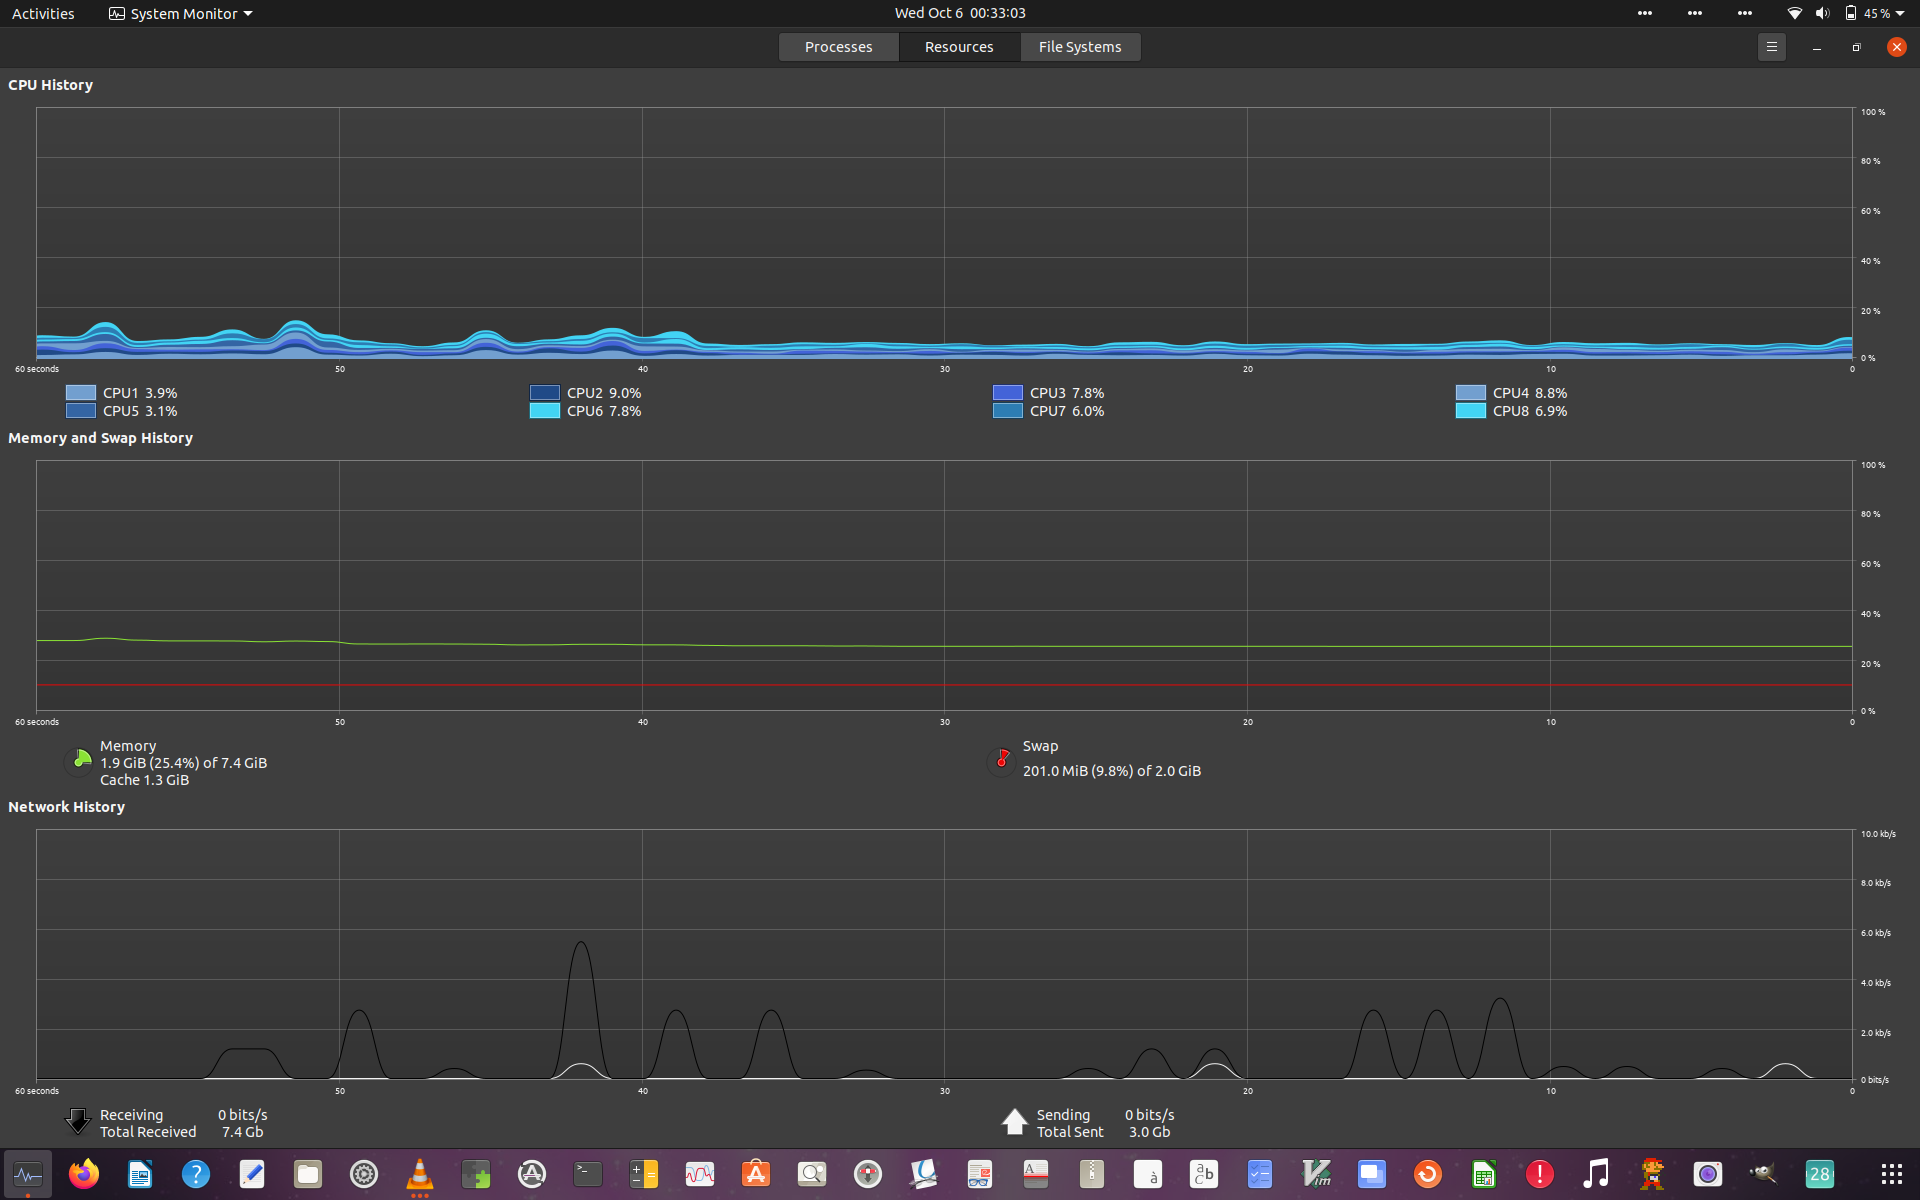 Activities System Monitor Wed Oct 6 00:33:03 45 %
Processes Resources File Systems
CPU History
100 %
80 %
60 %
40 %
20 %
0 %
60 seconds 50 40 30 20 10 0
CPU1 3.9% CPU2 9.0% CPU3 7.8% CPU4 8.8%
CPU5 3.1% CPU6 7.8% CPU7 6.0% CPU8 6.9%
Memory and Swap History
100 %
80 %
60 %
40 %
20 %
0 %
60 seconds 50 40 30 20 10 0
Memory
1.9 GiB (25.4%) of 7.4 GiB
Cache 1.3 GiB
Swap
201.0 MiB (9.8%) of 2.0 GiB
Network History
10.0 kb/s
8.0 kb/s
6.0 kb/s
4.0 kb/s
2.0 kb/s
0 bits/s
60 seconds 50 40 30 20 10 0
Receiving 0 bits/s
Total Received 7.4 Gb
Sending 0 bits/s
Total Sent 3.0 Gb
? >_ A à a b c Vim ! 28